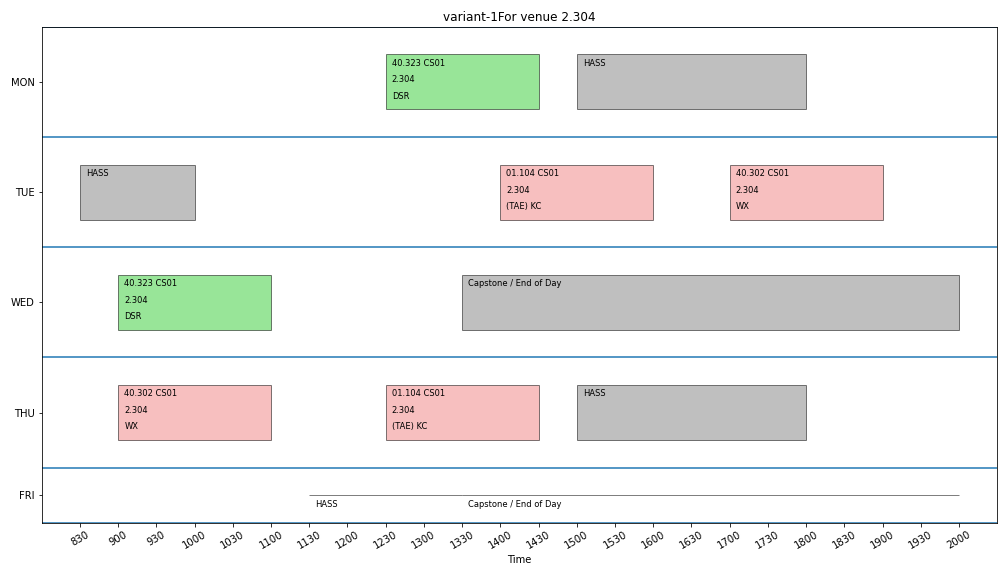 variant-1For venue 2.304
MON
40.323 CS01
2.304
DSR
HASS
TUE
HASS
01.104 CS01
2.304
(TAE) KC
40.302 CS01
2.304
WX
WED
40.323 CS01
2.304
DSR
Capstone / End of Day
THU
40.302 CS01
2.304
WX
01.104 CS01
2.304
(TAE) KC
HASS
FRI
HASS
Capstone / End of Day
830 900 930 1000 1030 1100 1130 1200 1230 1300 1330 1400 1430 1500 1530 1600 1630 1700 1730 1800 1830 1900 1930 2000
Time